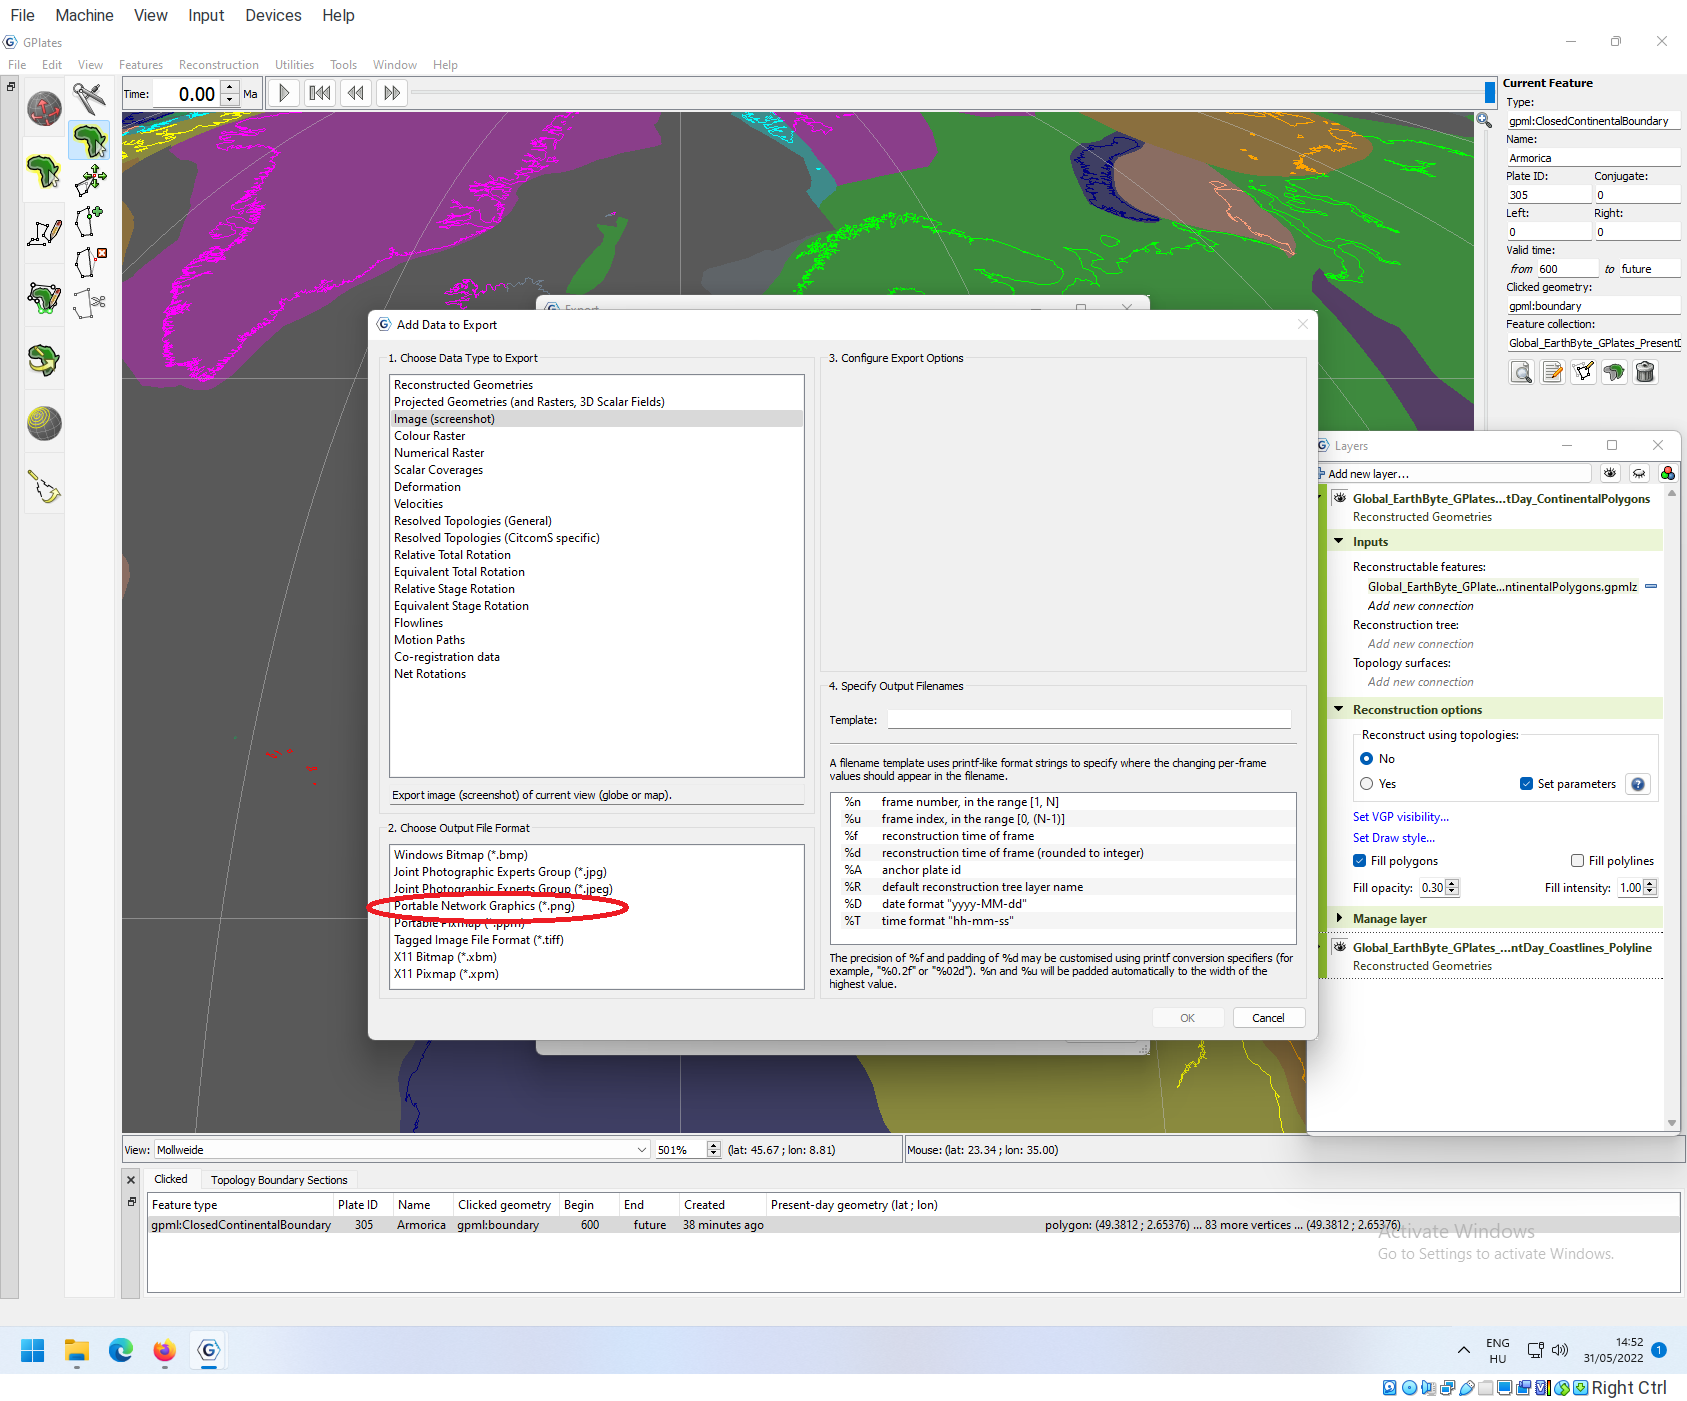 File Machine View Input Devices Help
GPlates
File Edit View Features Reconstruction Utilities Tools Window Help
Time: 0.00 Ma
Current Feature
Type:
gpml:ClosedContinentalBoundary
Name:
Armorica
Plate ID: Conjugate:
305 0
Left: Right:
0 0
Valid time:
from 600 to future
Clicked geometry:
gpml:boundary
Feature collection:
Global_EarthByte_GPlates_PresentD
Export
Add Data to Export
1. Choose Data Type to Export
Reconstructed Geometries
Projected Geometries (and Rasters, 3D Scalar Fields)
Image (screenshot)
Colour Raster
Numerical Raster
Scalar Coverages
Deformation
Velocities
Resolved Topologies (General)
Resolved Topologies (CitcomS specific)
Relative Total Rotation
Equivalent Total Rotation
Relative Stage Rotation
Equivalent Stage Rotation
Flowlines
Motion Paths
Co-registration data
Net Rotations
Export image (screenshot) of current view (globe or map).
2. Choose Output File Format
Windows Bitmap (*.bmp)
Joint Photographic Experts Group (*.jpg)
Joint Photographic Experts Group (*.jpeg)
Portable Network Graphics (*.png)
Portable Pixmap (*.ppm)
Tagged Image File Format (*.tiff)
X11 Bitmap (*.xbm)
X11 Pixmap (*.xpm)
3. Configure Export Options
4. Specify Output Filenames
Template:
A filename template uses printf-like format strings to specify where the changing per-frame
values should appear in the filename.
%n frame number, in the range [1, N]
%u frame index, in the range [0, (N-1)]
%f reconstruction time of frame
%d reconstruction time of frame (rounded to integer)
%A anchor plate id
%R default reconstruction tree layer name
%D date format "yyyy-MM-dd"
%T time format "hh-mm-ss"
The precision of %f and padding of %d may be customised using printf conversion specifiers (for
example, "%0.2f" or "%02d"). %n and %u will be padded automatically to the width of the
highest value.
OK Cancel
Layers
Add new layer...
Global_EarthByte_GPlates...tDay_ContinentalPolygons
Reconstructed Geometries
Inputs
Reconstructable features:
Global_EarthByte_GPlate...ntinentalPolygons.gpmlz
Add new connection
Reconstruction tree:
Add new connection
Topology surfaces:
Add new connection
Reconstruction options
Reconstruct using topologies:
No
Yes Set parameters ?
Set VGP visibility...
Set Draw style...
Fill polygons Fill polylines
Fill opacity: 0.30 Fill intensity: 1.00
Manage layer
Global_EarthByte_GPlates_...ntDay_Coastlines_Polyline
Reconstructed Geometries
View: Mollweide 501% (lat: 45.67 ; lon: 8.81) Mouse: (lat: 23.34 ; lon: 35.00)
Clicked Topology Boundary Sections
Feature type Plate ID Name Clicked geometry Begin End Created Present-day geometry (lat ; lon)
gpml:ClosedContinentalBoundary 305 Armorica gpml:boundary 600 future 38 minutes ago polygon: (49.3812 ; 2.65376) ... 83 more vertices ... (49.3812 ; 2.65376)
Activate Windows
Go to Settings to activate Windows.
ENG
HU
14:52
31/05/2022
1
Right Ctrl